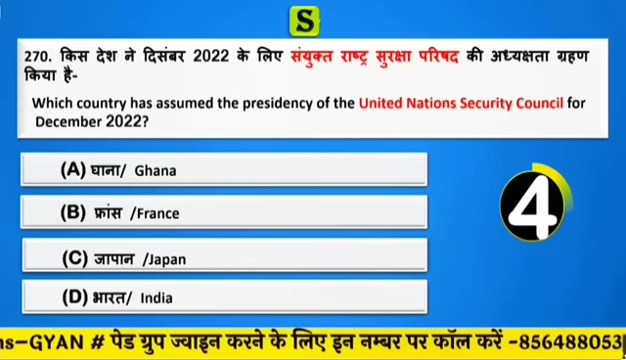 S
270. किस देश ने दिसंबर 2022 के लिए संयुक्त राष्ट्र सुरक्षा परिषद की अध्यक्षता ग्रहण
किया है-
Which country has assumed the presidency of the United Nations Security Council for
December 2022?
(A) घाना/ Ghana
(B) फ्रांस /France
(C) जापान /Japan
(D) भारत/ India
4
ns-GYAN # पेड ग्रुप ज्वाइन करने के लिए इन नम्बर पर कॉल करें -856488053